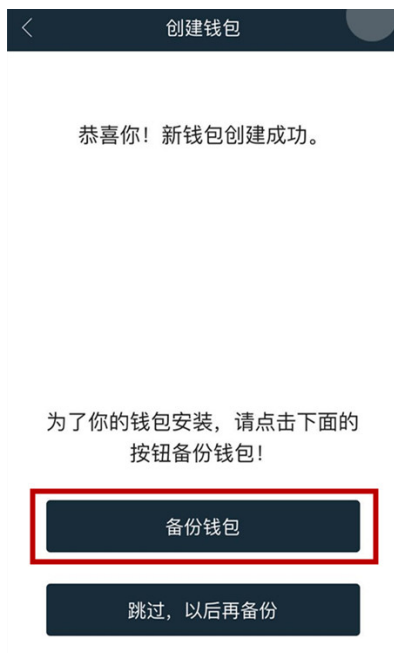 创建钱包
恭喜你！新钱包创建成功。
为了你的钱包安装，请点击下面的
按钮备份钱包！
备份钱包
跳过，以后再备份